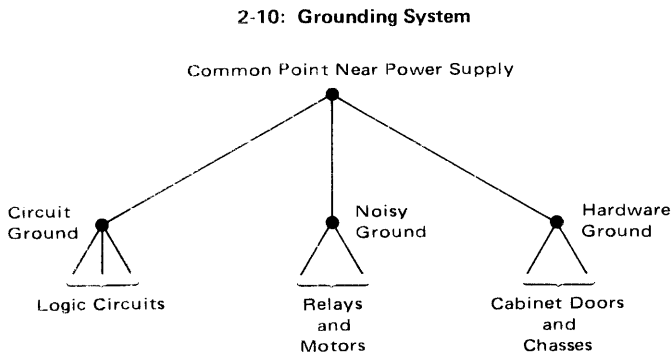 2-10: Grounding System
Common Point Near Power Supply
Circuit
Ground
Noisy
Ground
Hardware
Ground
Logic Circuits
Relays
and
Motors
Cabinet Doors
and
Chasses